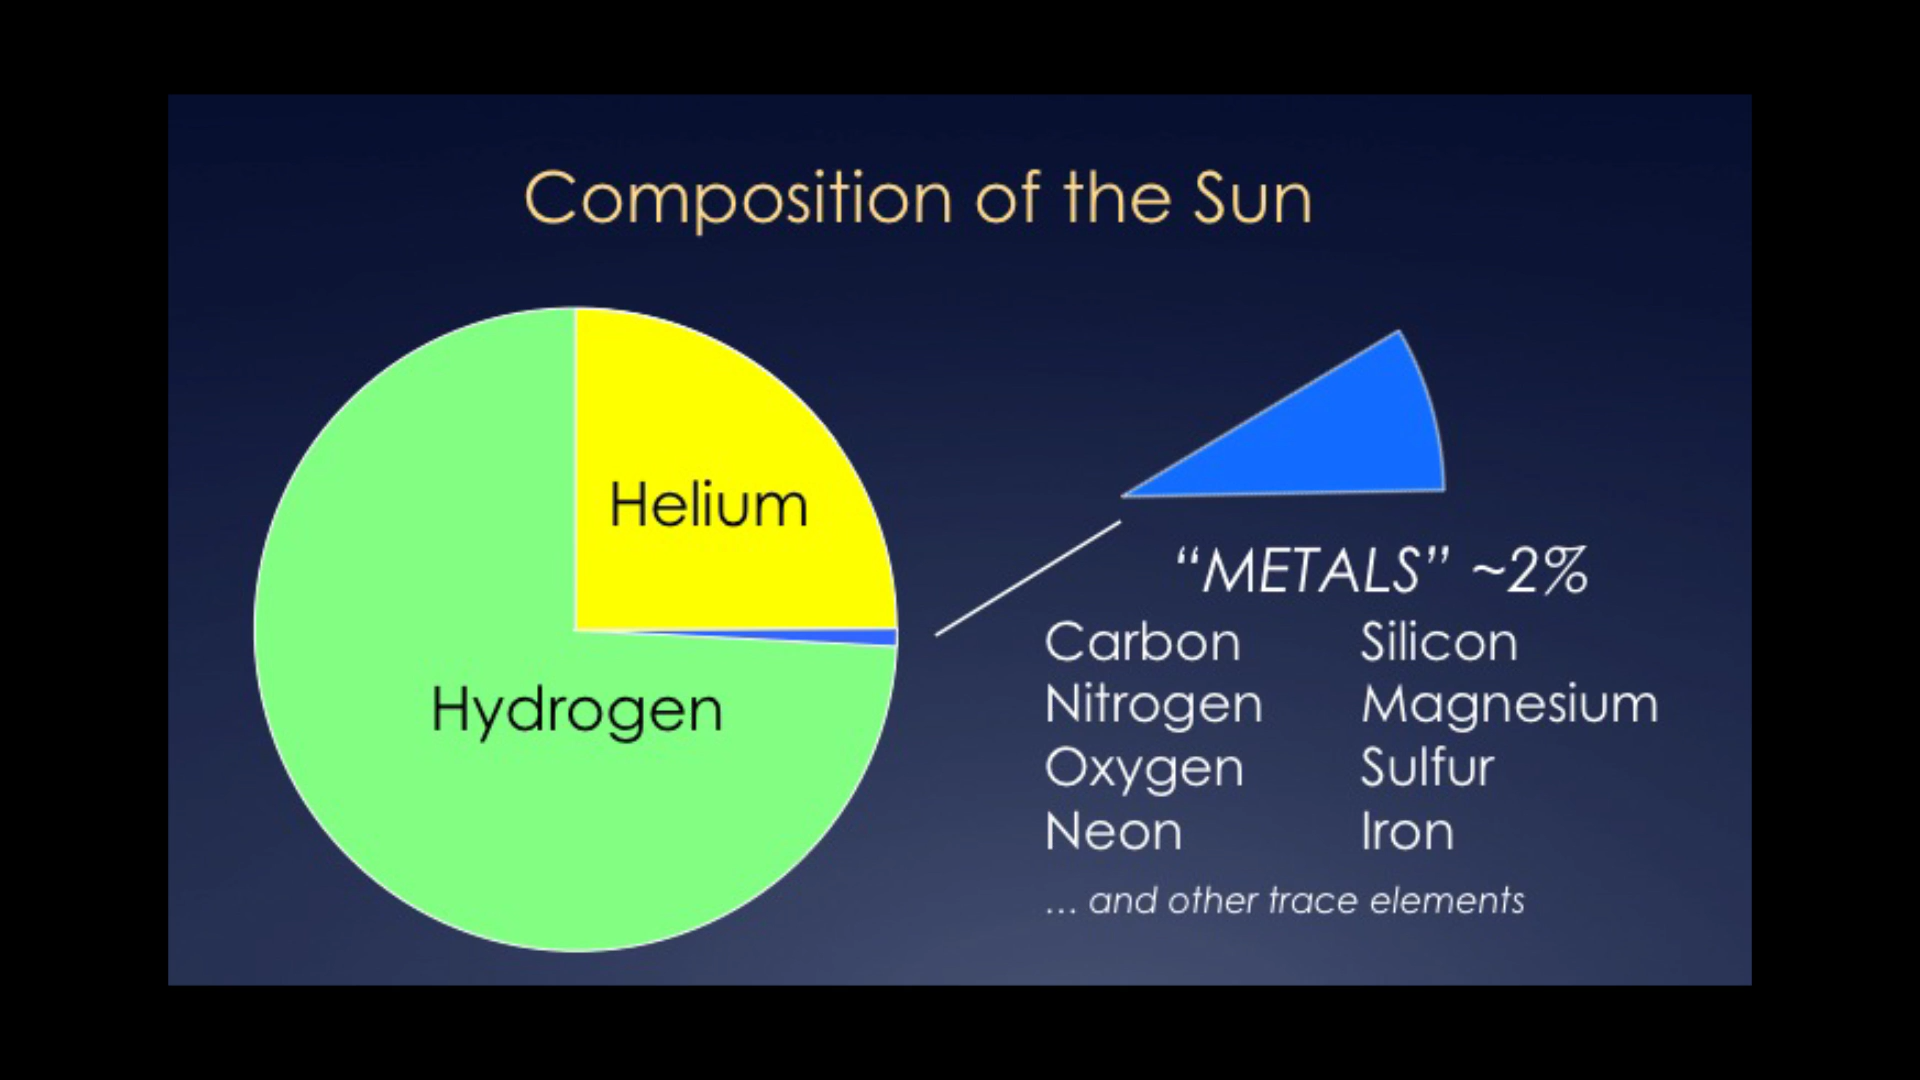 Composition of the Sun
Helium
Hydrogen
“METALS” ~2%
Carbon
Nitrogen
Oxygen
Neon
Silicon
Magnesium
Sulfur
Iron
... and other trace elements